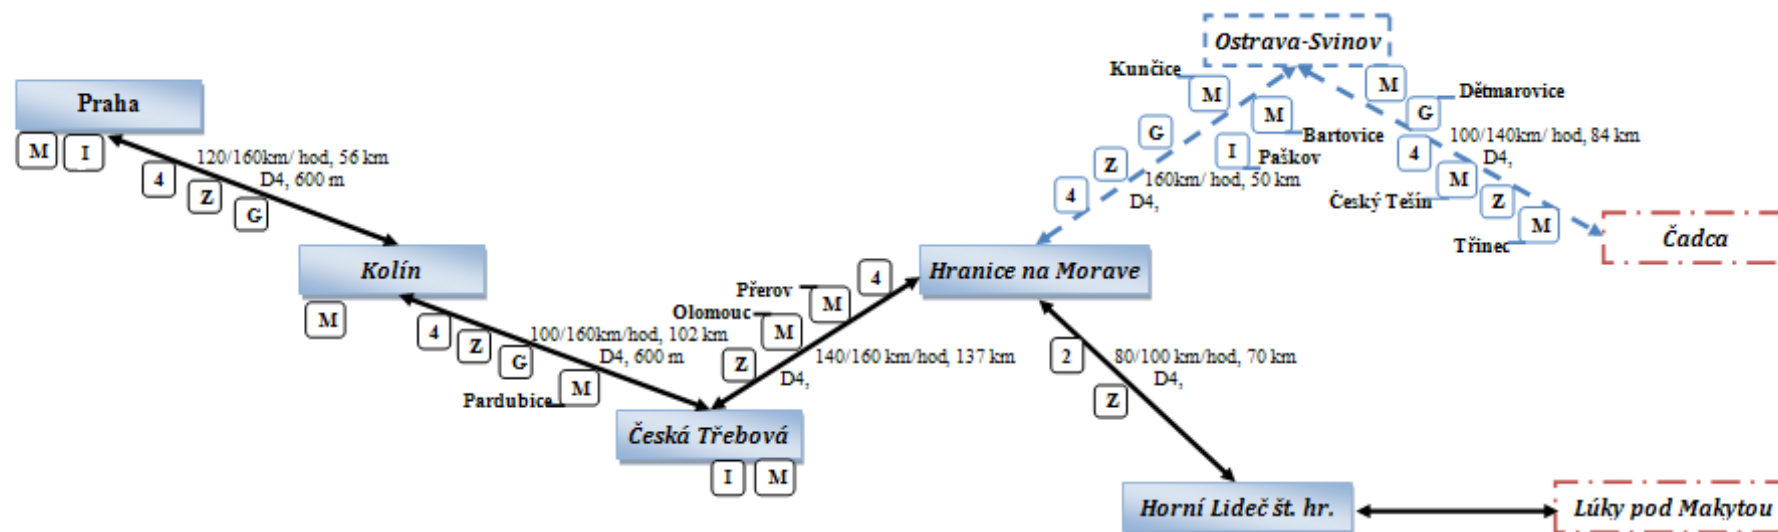 Praha
M I
4 Z G
120/160km/ hod, 56 km
D4, 600 m
Kolín
M
4 Z G M
100/160km/hod, 102 km
D4, 600 m
Pardubice
Česká Třebová
I M
Z M M 4
Olomouc
Přerov
140/160 km/hod, 137 km
D4,
Hranice na Morave
4 Z G M
Kunčice
M
Bartovice
I
Paškov
160km/ hod, 50 km
D4,
Ostrava-Svinov
M
G
Dětmarovice
100/140km/ hod, 84 km
D4,
4
M
Český Tešín
Z
M
Třinec
Čadca
2
Z
80/100 km/hod, 70 km
D4,
Horní Lideč št. hr.
Lúky pod Makytou